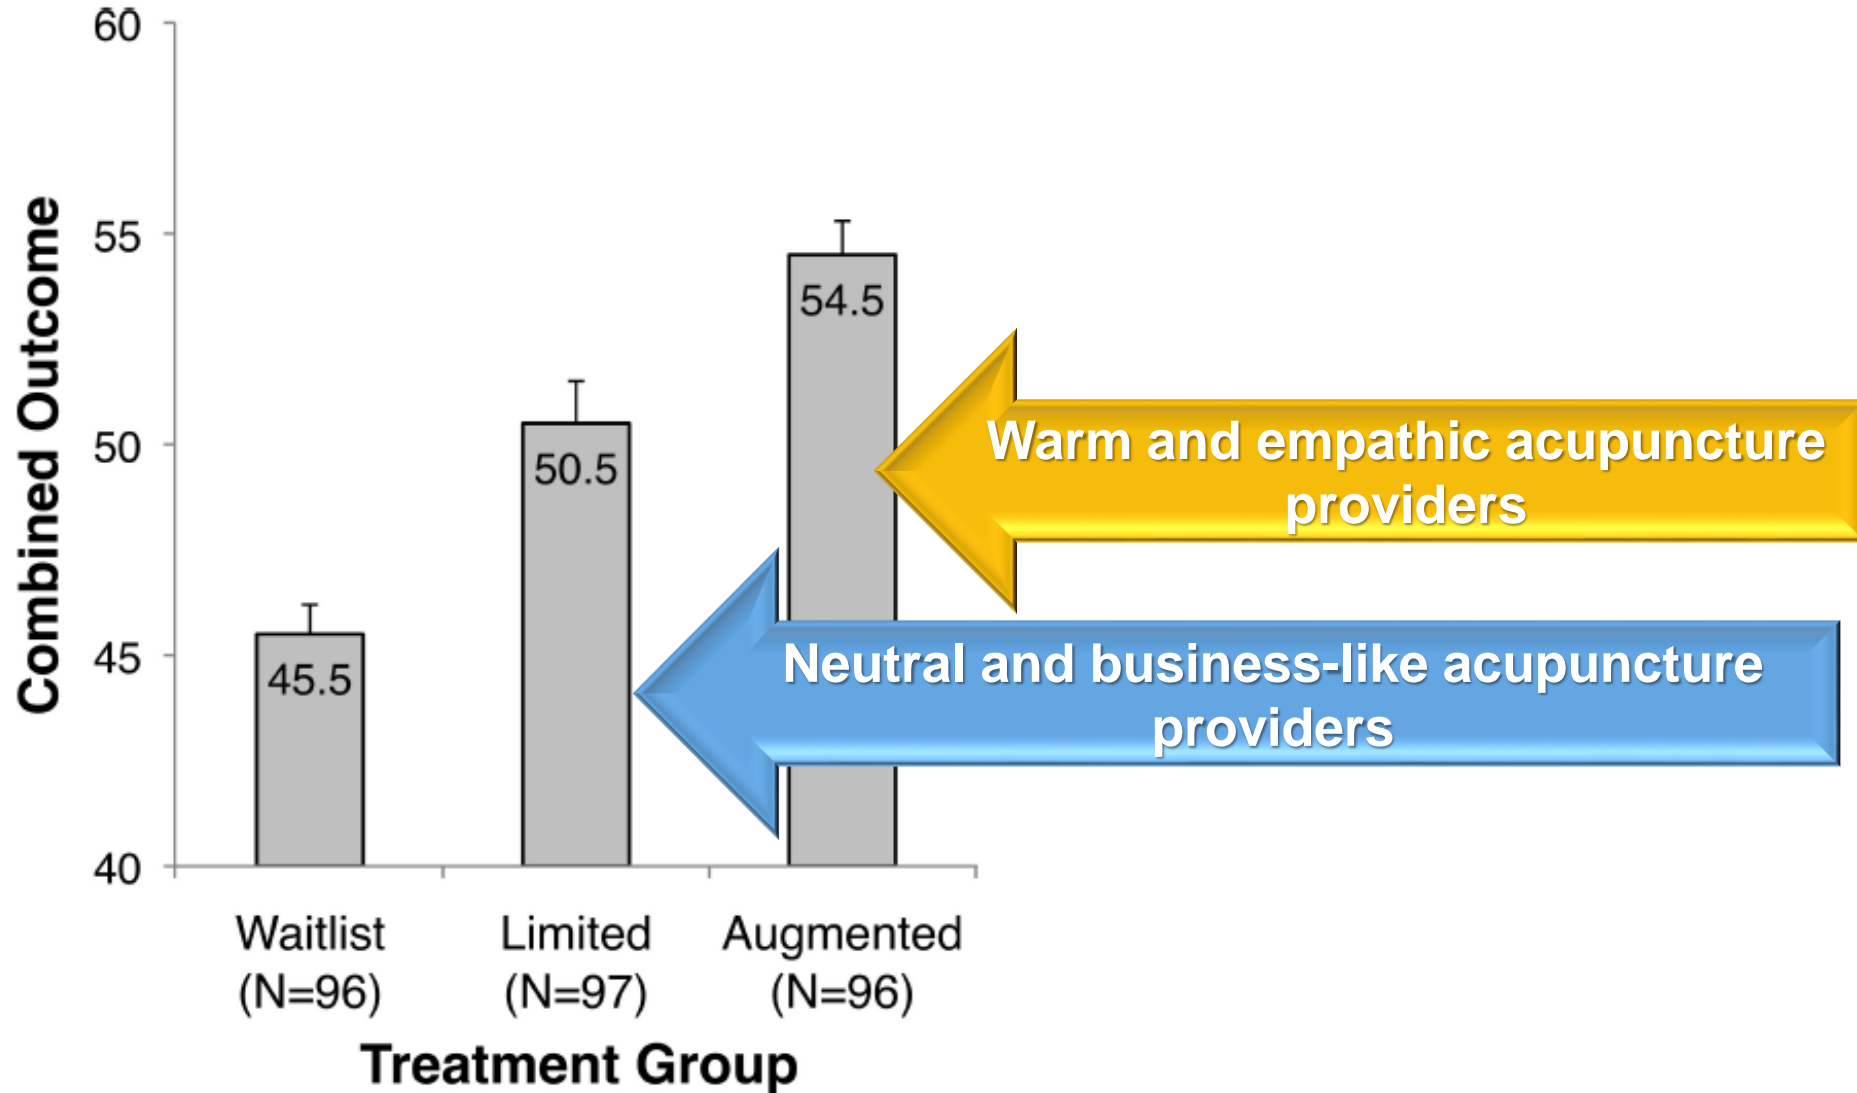 Combined Outcome
60
55
50
45
40
45.5
50.5
54.5
Warm and empathic acupuncture
providers
Neutral and business-like acupuncture
providers
Waitlist
(N=96)
Limited
(N=97)
Augmented
(N=96)
Treatment Group